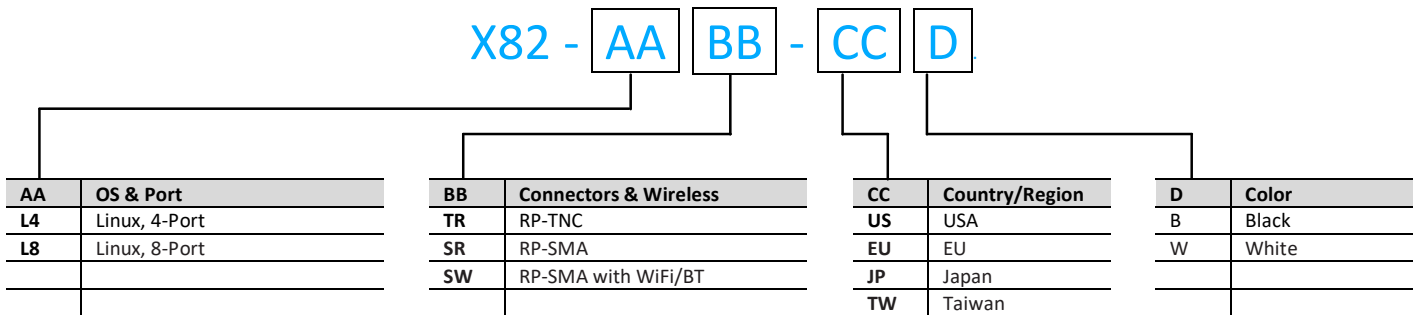 X82 - AA BB - CC D
AA OS & Port
L4 Linux, 4-Port
L8 Linux, 8-Port
BB Connectors & Wireless
TR RP-TNC
SR RP-SMA
SW RP-SMA with WiFi/BT
CC Country/Region
US USA
EU EU
JP Japan
TW Taiwan
D Color
B Black
W White